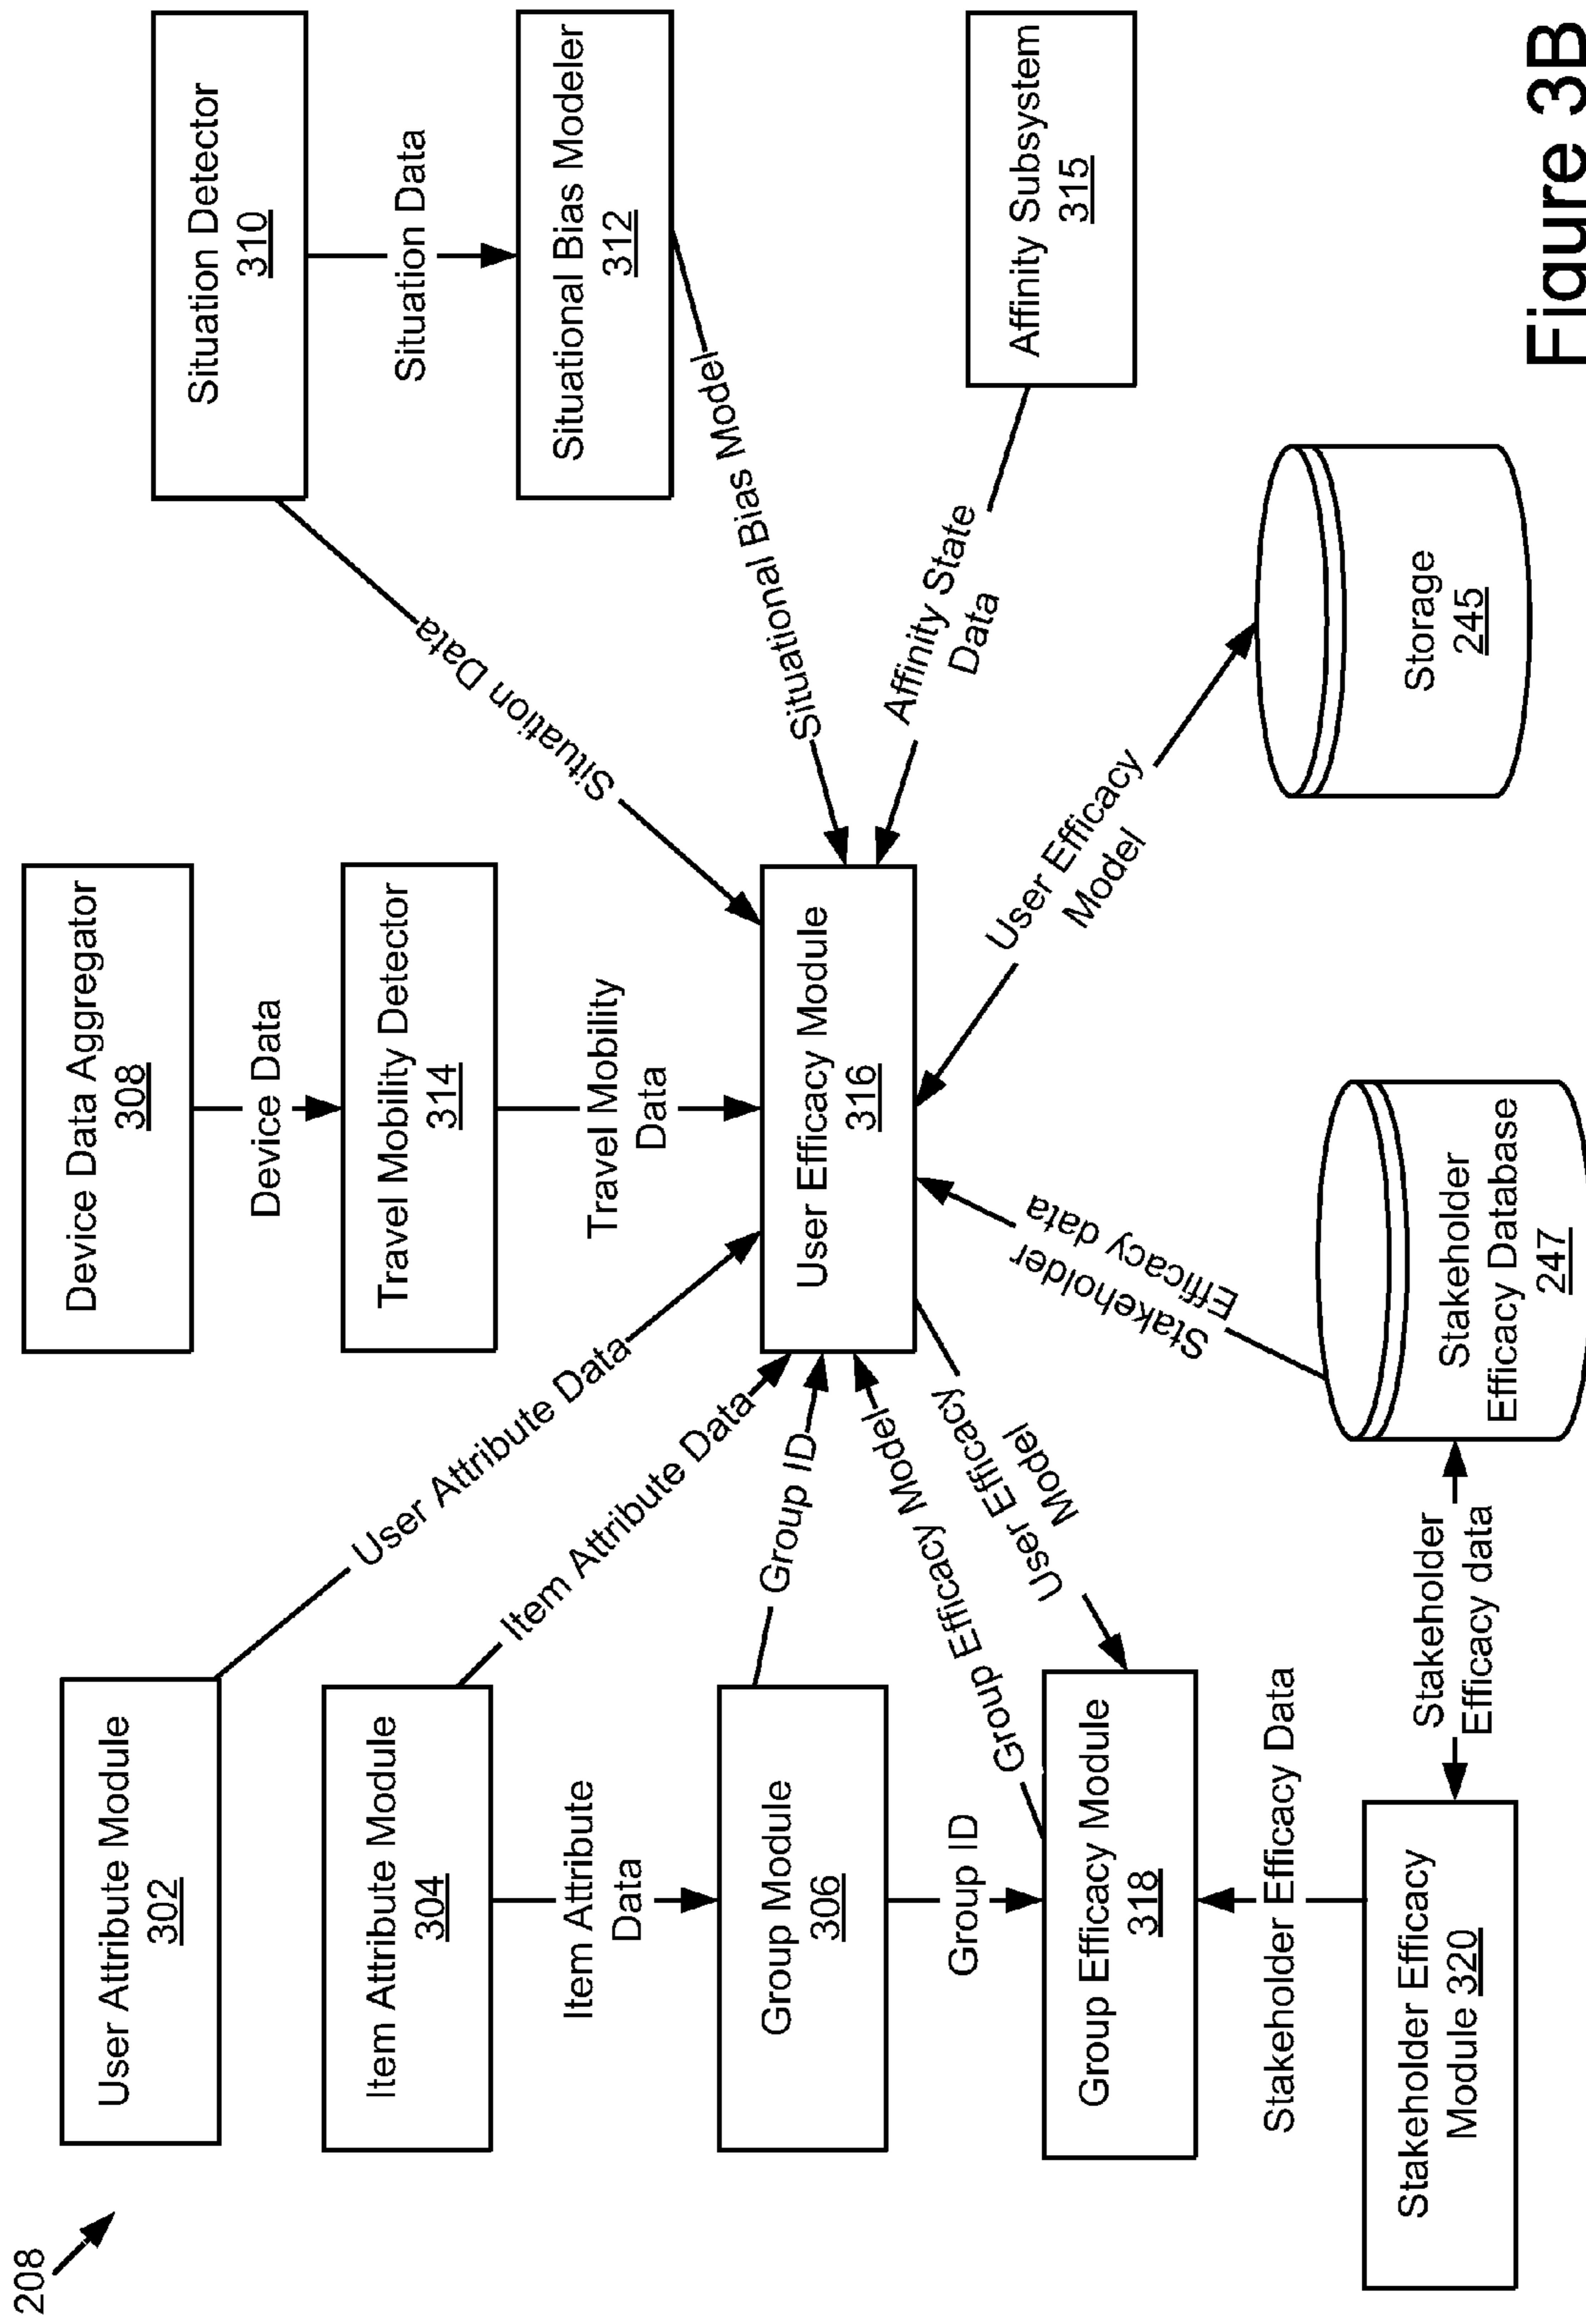 208
User Attribute Module
302
User Attribute Data
Item Attribute Module
304
Item Attribute Data
Item Attribute
Data
Group Module
306
Group ID
Group ID
Group Efficacy Module
318
Group Efficacy Model
User Efficacy
Model
Stakeholder Efficacy Data
Stakeholder Efficacy
Module 320
Stakeholder
Efficacy data
Device Data Aggregator
308
Device Data
Travel Mobility Detector
314
Travel Mobility
Data
User Efficacy Module
316
Stakeholder
Efficacy data
Stakeholder
Efficacy Database
247
Situation Detector
310
Situation Data
Situation Data
Situational Bias Modeler
312
Situational Bias Model
Affinity State
Data
Affinity Subsystem
315
User Efficacy
Model
Storage
245
Figure 3B